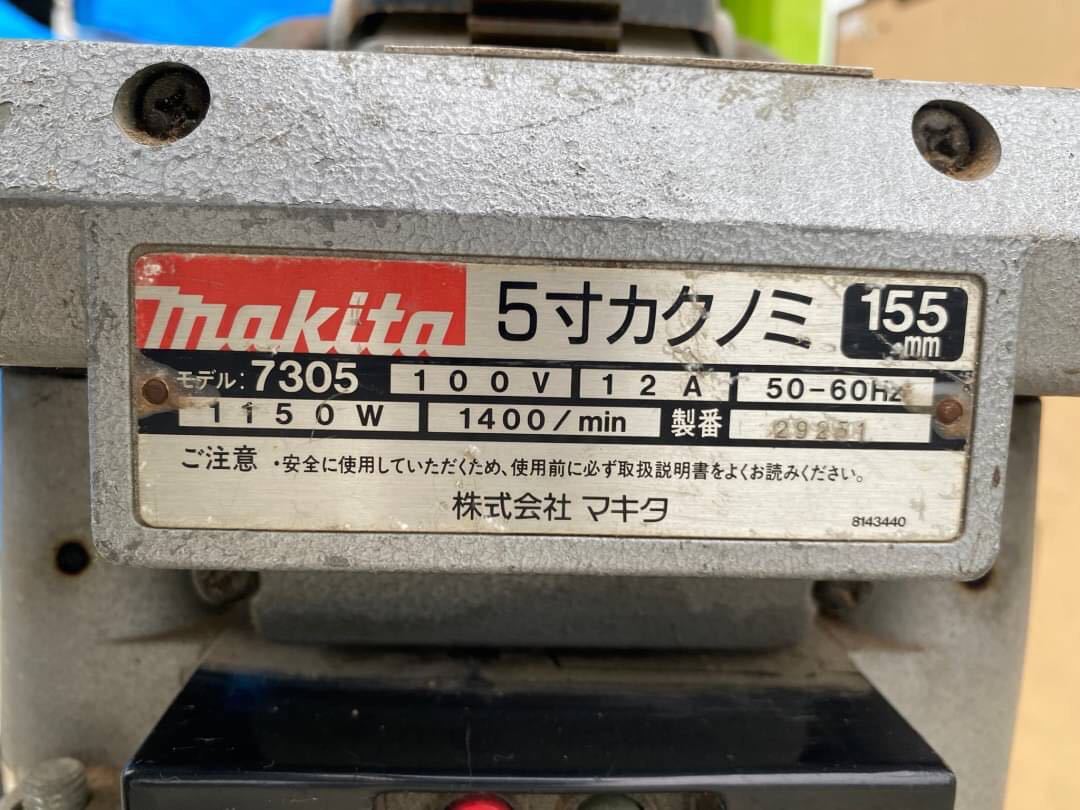 makita 5寸カクノミ 155mm
モデル:7305 100V 12A 50-60Hz
1150W 1400/min 製番 29251
ご注意 ・安全に使用していただくため、使用前に必ず取扱説明書をよくお読みください。
株式会社 マキタ 8143440